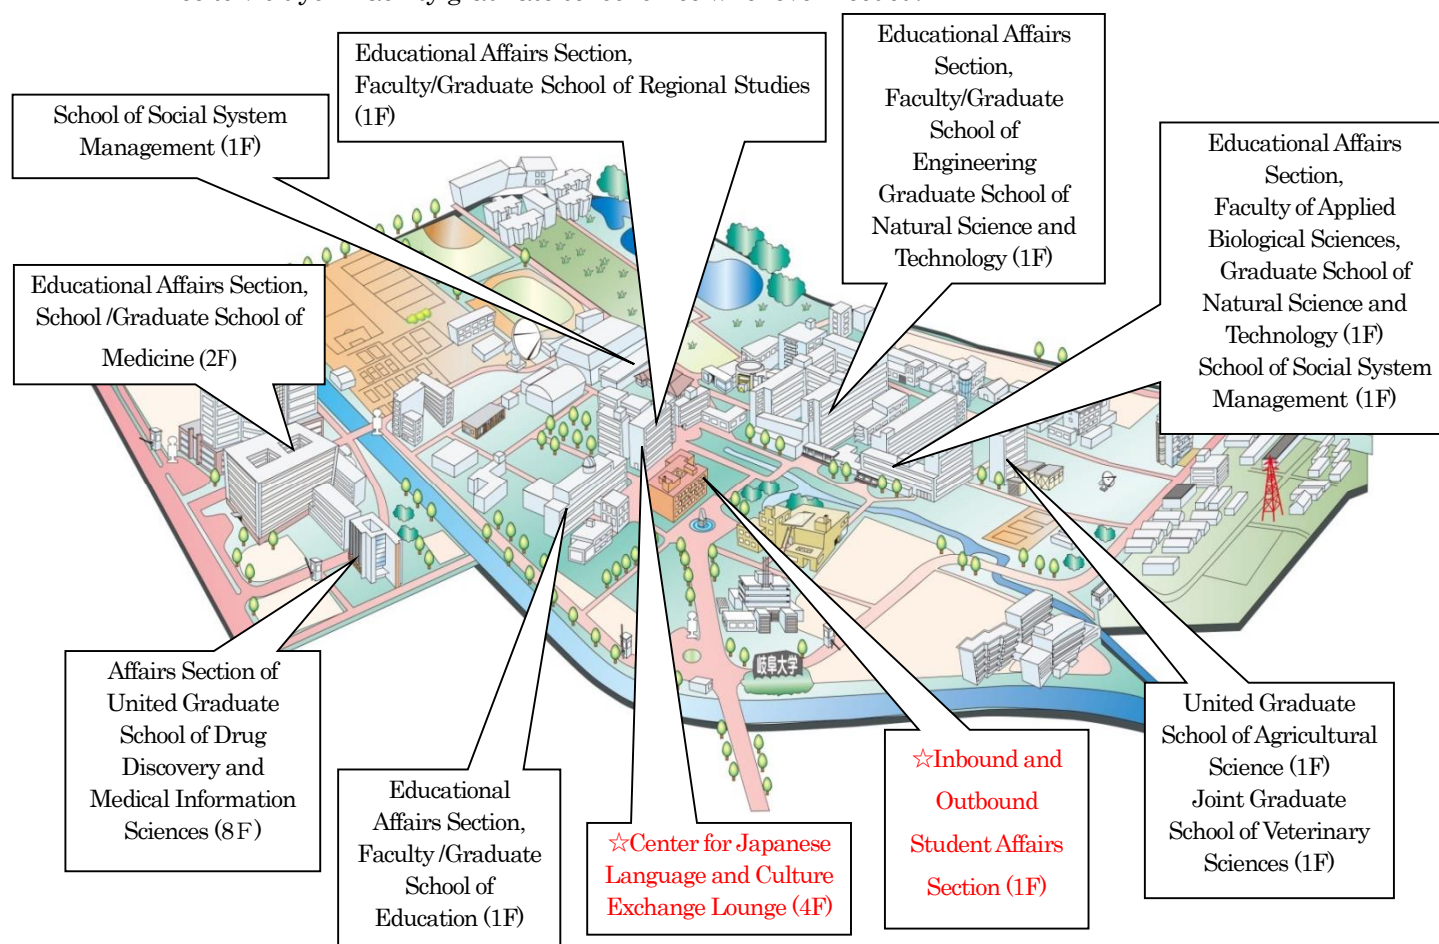 Educational Affairs Section,
Faculty/Graduate School of Regional Studies
(1F)
Educational Affairs
Section,
Faculty/Graduate
School of
Engineering
Graduate School of
Natural Science and
Technology (1F)
School of Social System
Management (1F)
Educational Affairs
Section,
Faculty of Applied
Biological Sciences,
Graduate School of
Natural Science and
Technology (1F)
School of Social System
Management (1F)
Educational Affairs Section,
School /Graduate School of
Medicine (2F)
岐阜大学
Affairs Section of
United Graduate
School of Drug
Discovery and
Medical Information
Sciences (8F)
Educational
Affairs Section,
Faculty /Graduate
School of
Education (1F)
☆Center for Japanese
Language and Culture
Exchange Lounge (4F)
☆Inbound and
Outbound
Student Affairs
Section (1F)
United Graduate
School of Agricultural
Science (1F)
Joint Graduate
School of Veterinary
Sciences (1F)